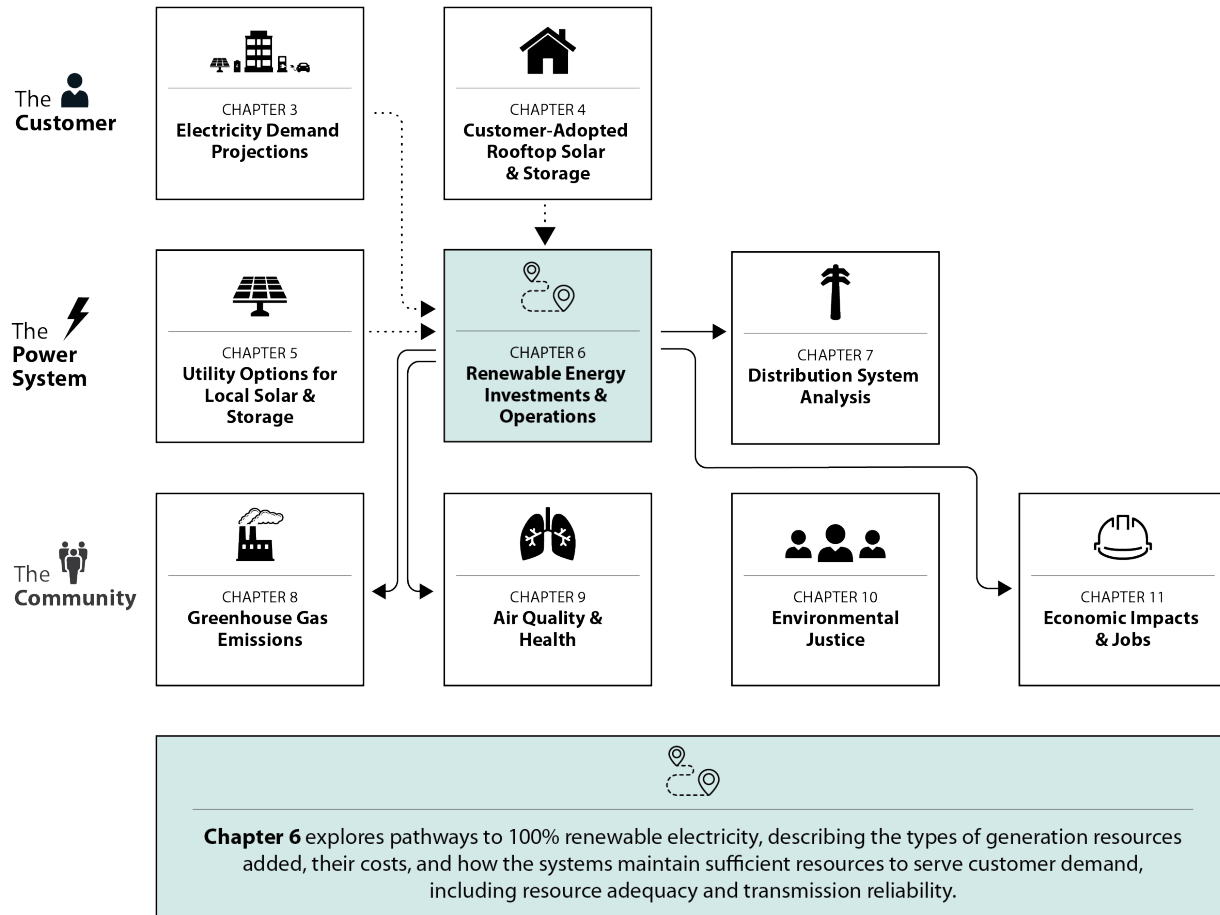 The
Customer
CHAPTER 3
Electricity Demand
Projections
CHAPTER 4
Customer-Adopted
Rooftop Solar
& Storage
The
Power
System
CHAPTER 5
Utility Options for
Local Solar &
Storage
CHAPTER 6
Renewable Energy
Investments &
Operations
CHAPTER 7
Distribution System
Analysis
The
Community
CHAPTER 8
Greenhouse Gas
Emissions
CHAPTER 9
Air Quality &
Health
CHAPTER 10
Environmental
Justice
CHAPTER 11
Economic Impacts
& Jobs
Chapter 6 explores pathways to 100% renewable electricity, describing the types of generation resources
added, their costs, and how the systems maintain sufficient resources to serve customer demand,
including resource adequacy and transmission reliability.